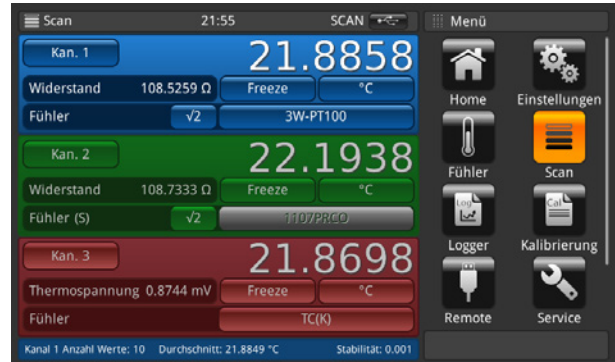 Scan 21:55 SCAN
Kan. 1 21.8858
Widerstand 108.5259 Ω Freeze °C
Fühler √2 3W-PT100
Kan. 2 22.1938
Widerstand 108.7333 Ω Freeze °C
Fühler (S) √2 1107PRCO
Kan. 3 21.8698
Thermospannung 0.8744 mV Freeze °C
Fühler TC(K)
Kanal 1 Anzahl Werte: 10 Durchschnitt: 21.8849 °C Stabilität: 0.001
Menü
Home Einstellungen
Fühler Scan
Log
Cal
Logger Kalibrierung
Remote Service